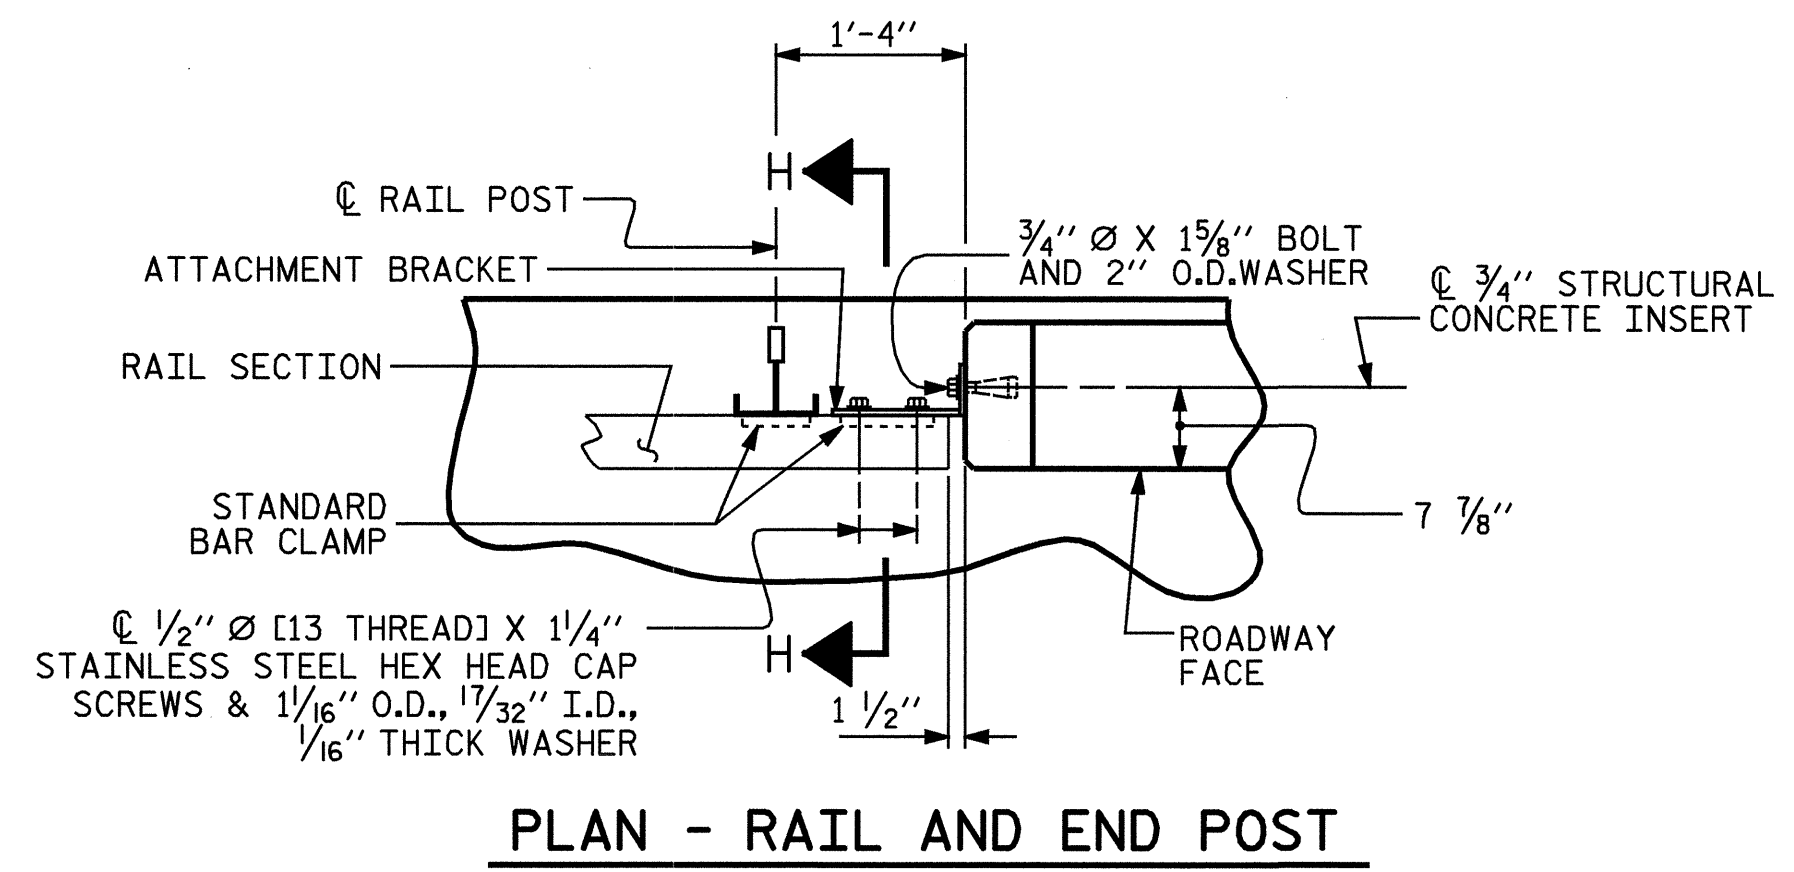 1'-4"
H
℄ RAIL POST
ATTACHMENT BRACKET
3/4" Ø X 1 5/8" BOLT
AND 2" O.D. WASHER
℄ 3/4" STRUCTURAL
CONCRETE INSERT
RAIL SECTION
STANDARD
BAR CLAMP
7 7/8"
℄ 1/2" Ø [13 THREAD] X 1 1/4"
STAINLESS STEEL HEX HEAD CAP
SCREWS & 1 1/16" O.D., 17/32" I.D.,
1/16" THICK WASHER
H
ROADWAY
FACE
1 1/2"
PLAN - RAIL AND END POST